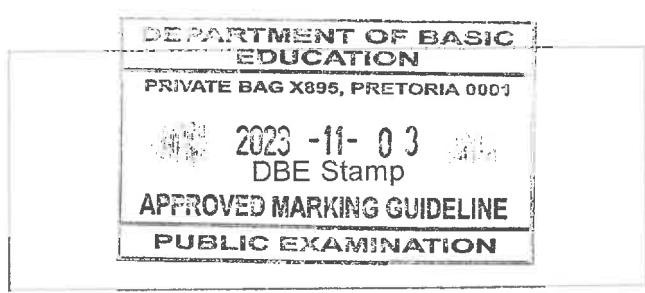 DEPARTMENT OF BASIC
EDUCATION
PRIVATE BAG X895, PRETORIA 0001
2023 -11- 03
DBE Stamp
APPROVED MARKING GUIDELINE
PUBLIC EXAMINATION